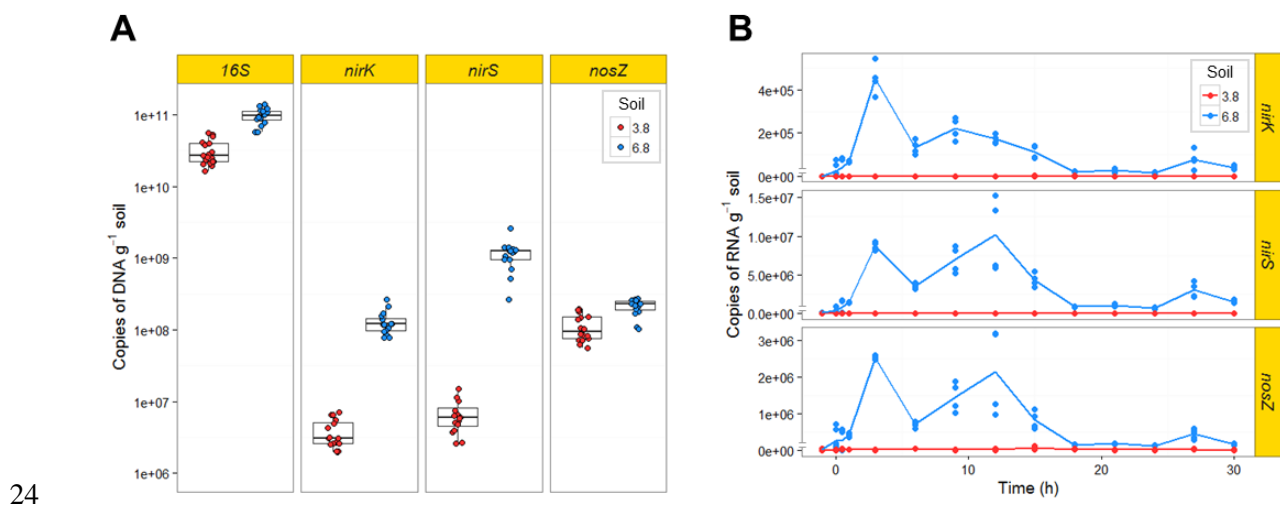 A
B
16S nirK nirS nosZ
Soil
3.8
6.8
Copies of DNA g⁻¹ soil
1e+11
1e+10
1e+09
1e+08
1e+07
1e+06
Soil
3.8
6.8
Copies of RNA g⁻¹ soil
4e+05
2e+05
0e+00
nirK
1.5e+07
1.0e+07
5.0e+06
0.0e+00
nirS
3e+06
2e+06
1e+06
0e+00
nosZ
0 10 20 30
Time (h)
24